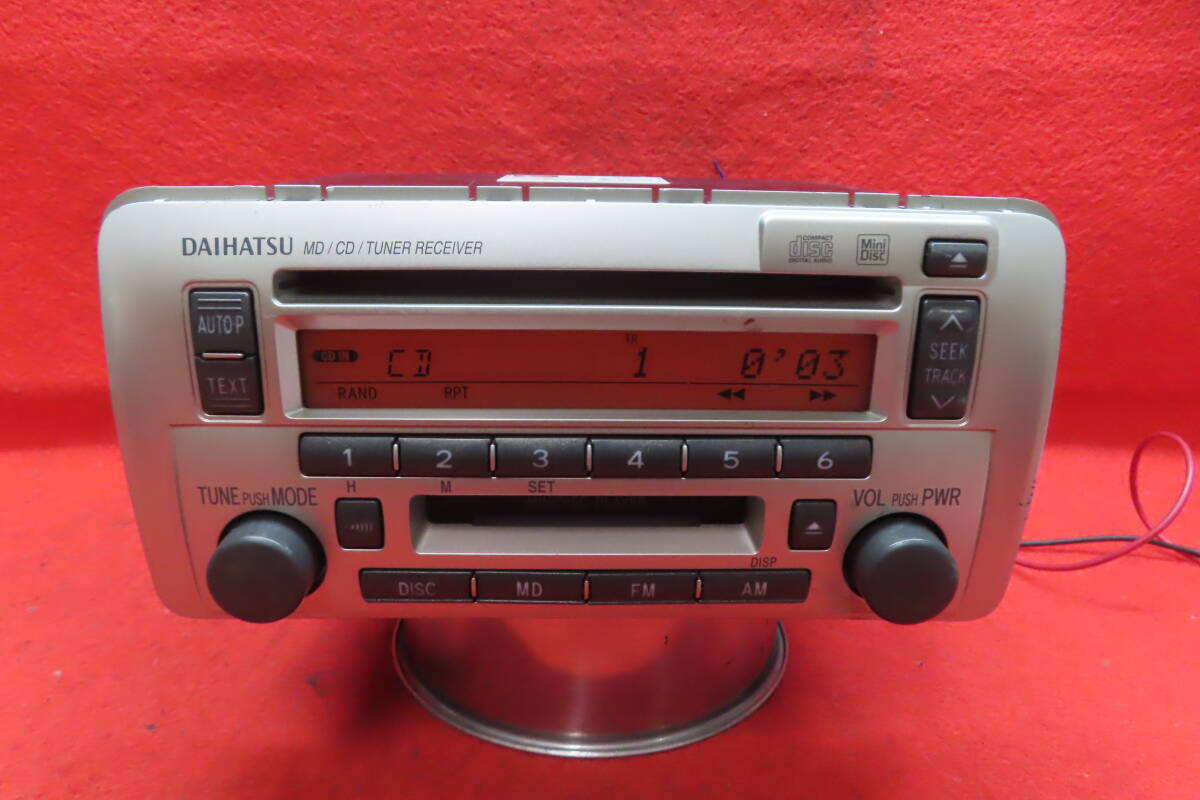 DAIHATSU MD / CD / TUNER RECEIVER
COMPACT disc DIGITAL AUDIO
Mini Disc
AUTO·P
TEXT
CD IN CD TR 1 0'03
RAND RPT
SEEK
TRACK
1 2 3 4 5 6
H M SET
TUNE PUSH MODE
VOL PUSH PWR
DISP
DISC MD FM AM